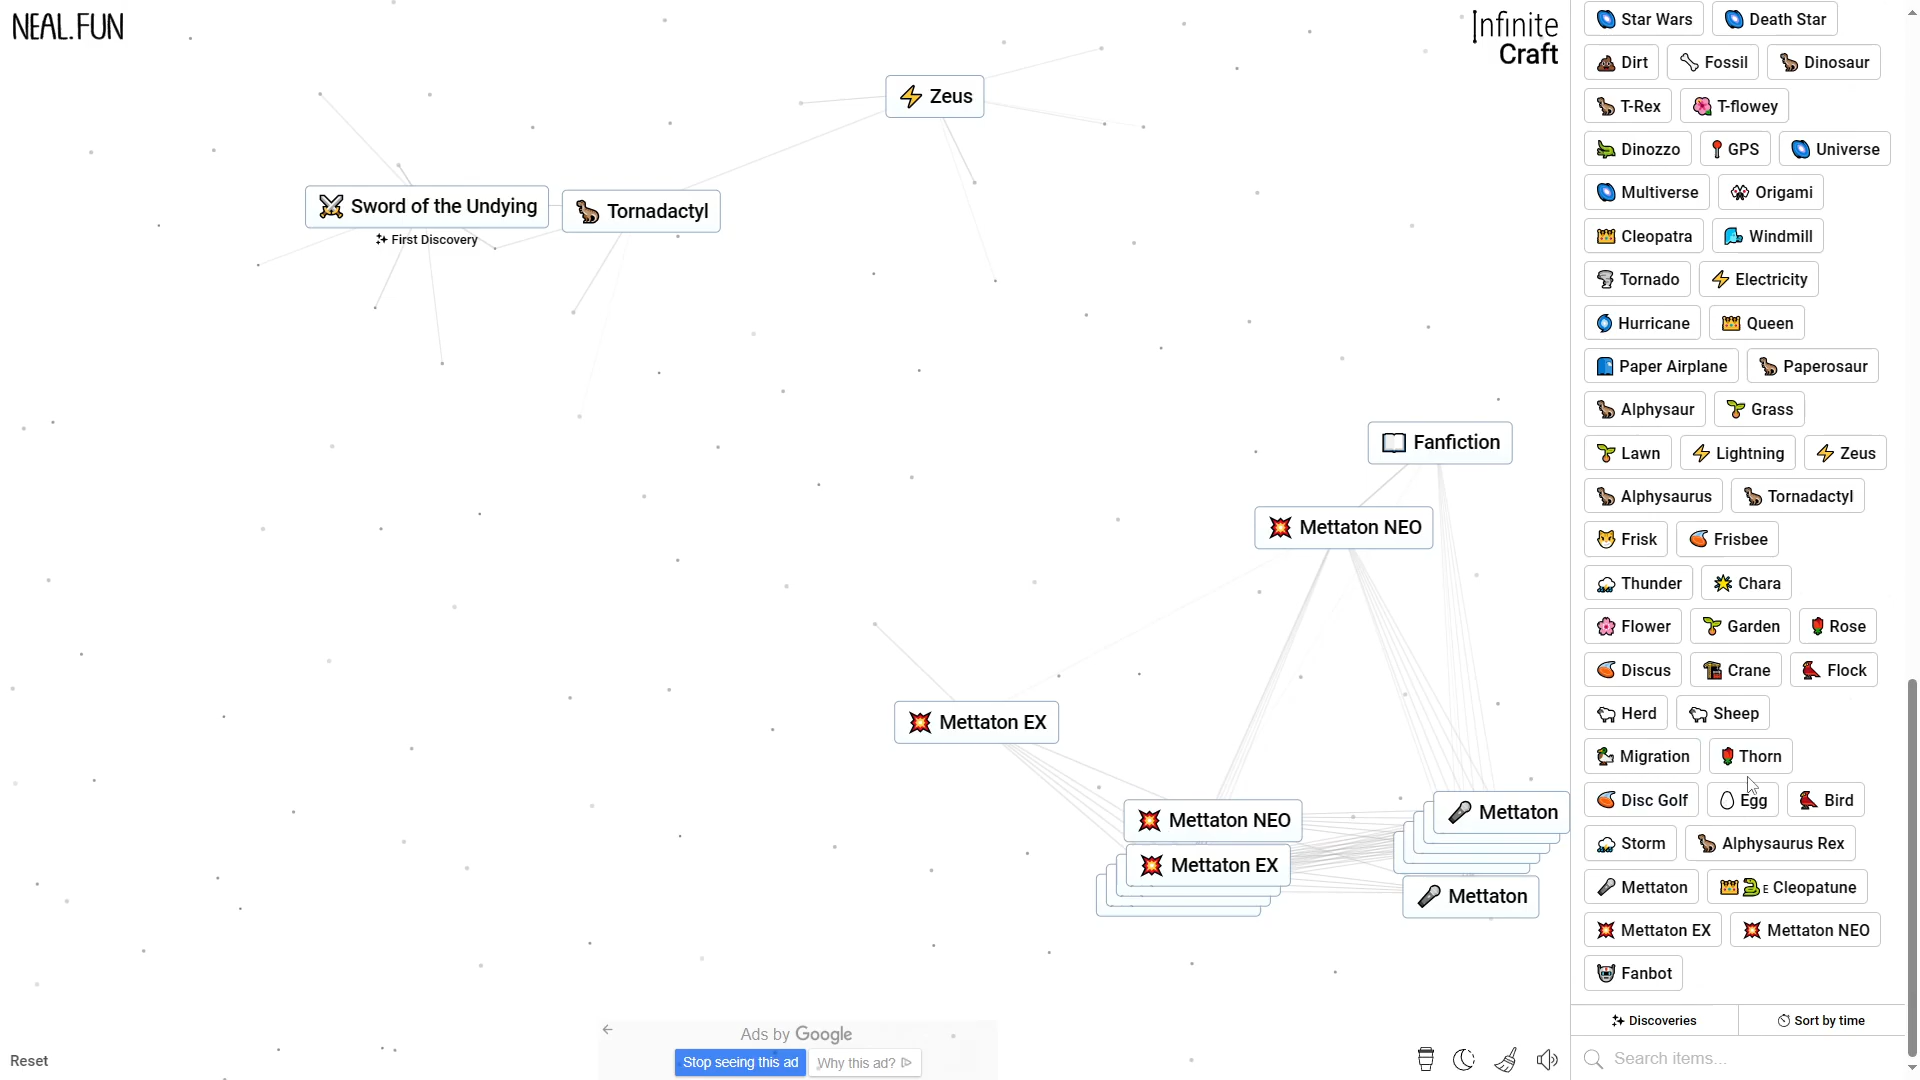 NEAL.FUN
Infinite
Craft
Zeus
Sword of the Undying
First Discovery
Tornadactyl
Fanfiction
Mettaton NEO
Mettaton EX
Mettaton NEO
Mettaton
Mettaton EX
Mettaton
Ads by Google
Stop seeing this ad
Why this ad?
Reset
Star Wars
Death Star
Dirt
Fossil
Dinosaur
T-Rex
T-flowey
Dinozzo
GPS
Universe
Multiverse
Origami
Cleopatra
Windmill
Tornado
Electricity
Hurricane
Queen
Paper Airplane
Paperosaur
Alphysaur
Grass
Lawn
Lightning
Zeus
Alphysaurus
Tornadactyl
Frisk
Frisbee
Thunder
Chara
Flower
Garden
Rose
Discus
Crane
Flock
Herd
Sheep
Migration
Thorn
Disc Golf
Egg
Bird
Storm
Alphysaurus Rex
Mettaton
E Cleopatune
Mettaton EX
Mettaton NEO
Fanbot
Discoveries
Sort by time
Search items...